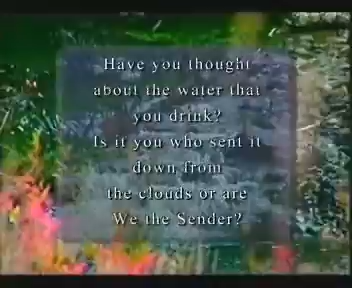 Have you thought
about the water that
you drink?
Is it you who sent it
down from
the clouds or are
We the Sender?